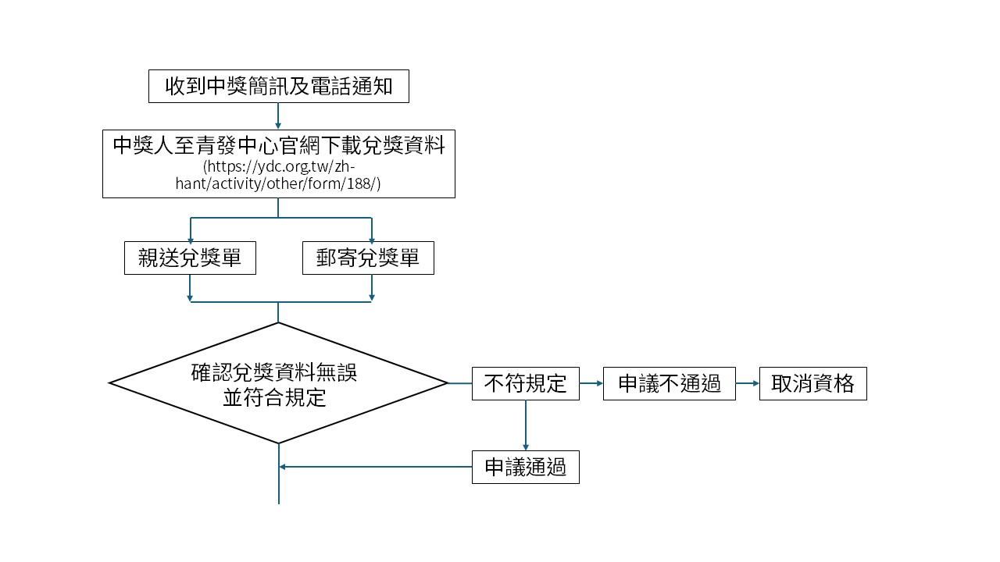 收到中獎簡訊及電話通知
中獎人至青發中心官網下載兌獎資料
(https://ydc.org.tw/zh-
hant/activity/other/form/188/)
親送兌獎單
郵寄兌獎單
確認兌獎資料無誤
並符合規定
不符規定
申議不通過
取消資格
申議通過